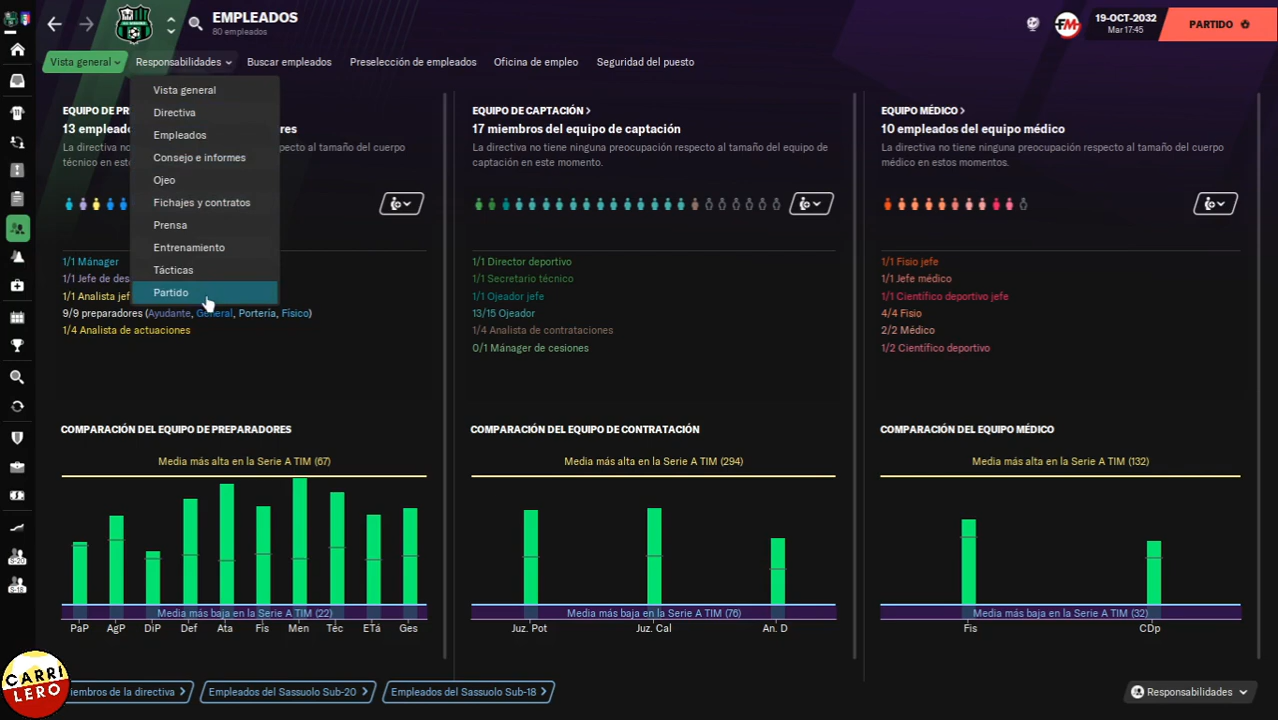 EMPLEADOS
80 empleados
FM
19-OCT-2032
Mar 17:45
PARTIDO
Vista general
Responsabilidades
Buscar empleados
Preselección de empleados
Oficina de empleo
Seguridad del puesto
Vista general
Directiva
Empleados
Consejo e informes
Ojeo
Fichajes y contratos
Prensa
Entrenamiento
Tácticas
Partido
EQUIPO DE PR
13 emplead
res
La directiva no tiene
respecto al tamaño del cuerpo
técnico en est
1/1 Mánager
1/1 Jefe de des
1/1 Analista jef
9/9 preparadores (Ayudante, General, Portería, Físico)
1/4 Analista de actuaciones
EQUIPO DE CAPTACIÓN >
17 miembros del equipo de captación
La directiva no tiene ninguna preocupación respecto al tamaño del equipo de
captación en este momento.
1/1 Director deportivo
1/1 Secretario técnico
1/1 Ojeador jefe
13/15 Ojeador
1/4 Analista de contrataciones
0/1 Mánager de cesiones
EQUIPO MÉDICO >
10 empleados del equipo médico
La directiva no tiene ninguna preocupación respecto al tamaño del cuerpo
médico en estos momentos.
1/1 Fisio jefe
1/1 Jefe médico
1/1 Científico deportivo jefe
4/4 Fisio
2/2 Médico
1/2 Científico deportivo
COMPARACIÓN DEL EQUIPO DE PREPARADORES
Media más alta en la Serie A TIM (67)
Media más baja en la Serie A TIM (22)
PaP AgP DiP Def Ata Fís Men Téc ETá Ges
COMPARACIÓN DEL EQUIPO DE CONTRATACIÓN
Media más alta en la Serie A TIM (294)
Media más baja en la Serie A TIM (76)
Juz. Pot Juz. Cal An. D
COMPARACIÓN DEL EQUIPO MÉDICO
Media más alta en la Serie A TIM (132)
Media más baja en la Serie A TIM (32)
Fis CDp
CARRI
LERO
iembros de la directiva >
Empleados del Sassuolo Sub-20 >
Empleados del Sassuolo Sub-18 >
Responsabilidades
S-20
S-18